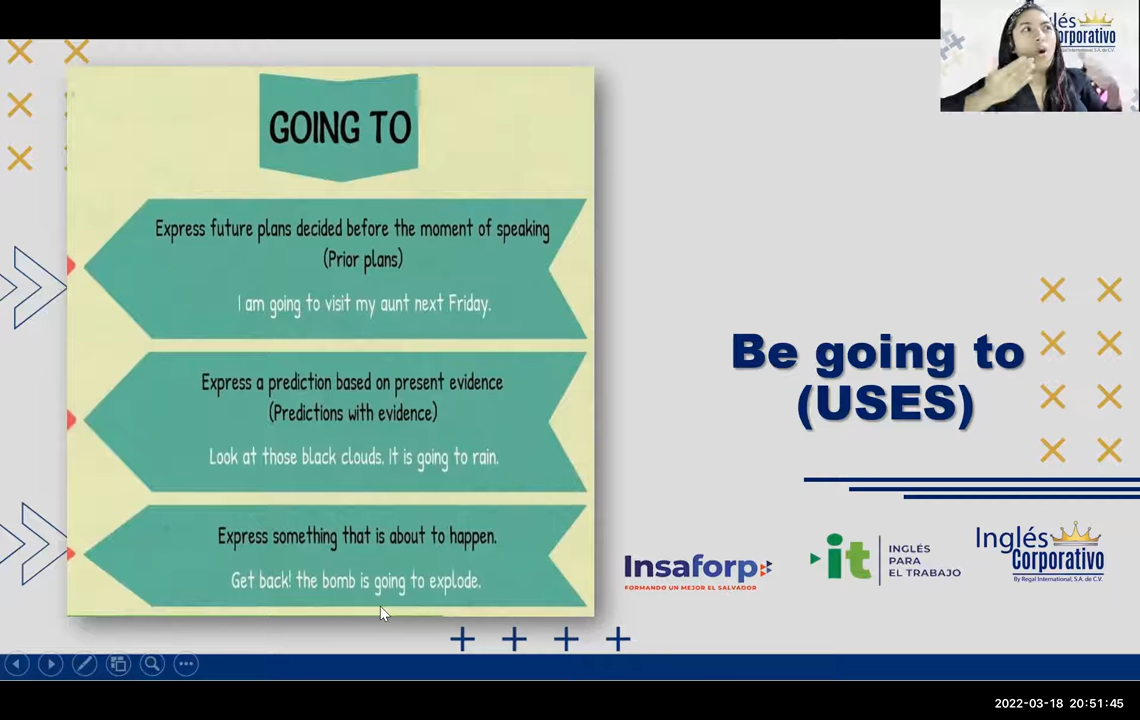 GOING TO
Express future plans decided before the moment of speaking
(Prior plans)
I am going to visit my aunt next Friday.
Express a prediction based on present evidence
(Predictions with evidence)
Look at those black clouds. It is going to rain.
Express something that is about to happen.
Get back! the bomb is going to explode.
Be going to
(USES)
Insaforp
FORMANDO UN MEJOR EL SALVADOR
it
INGLÉS
PARA
EL TRABAJO
Inglés
Corporativo
By Regal International, S.A. de C.V.
lés
orporativo
2022-03-18 20:51:45